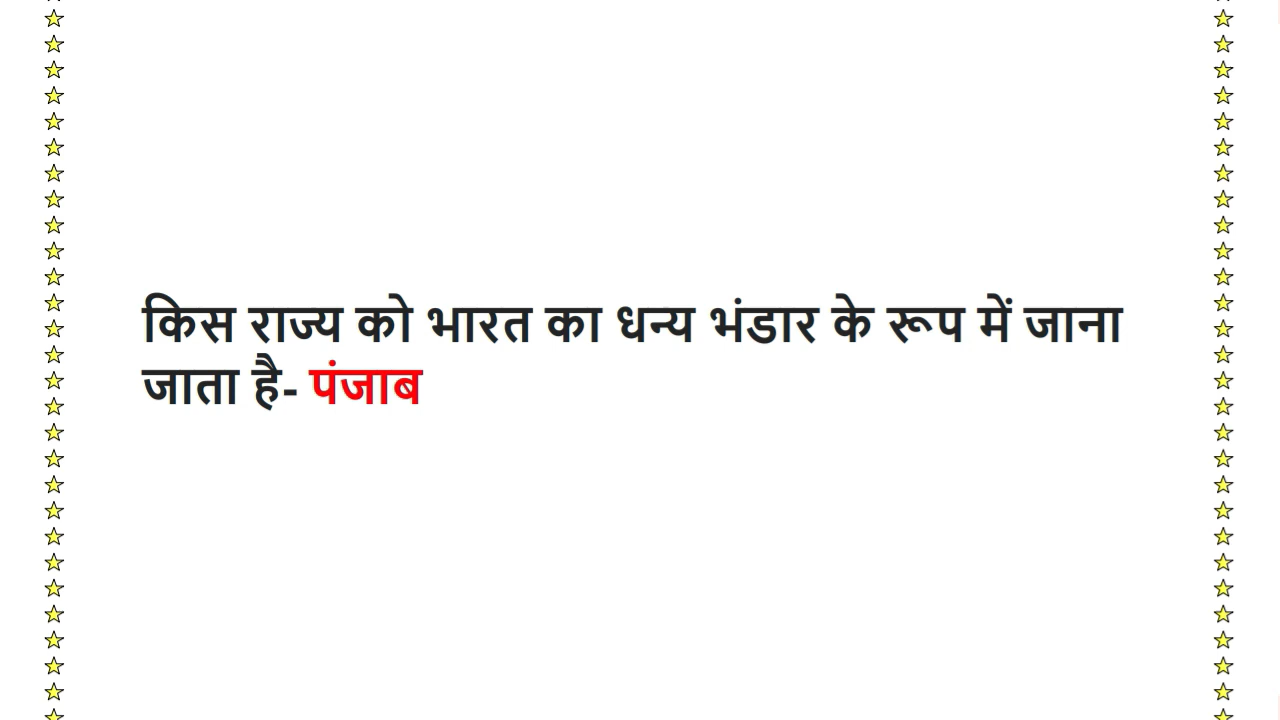 किस राज्य को भारत का धन्य भंडार के रूप में जाना
जाता है- पंजाब